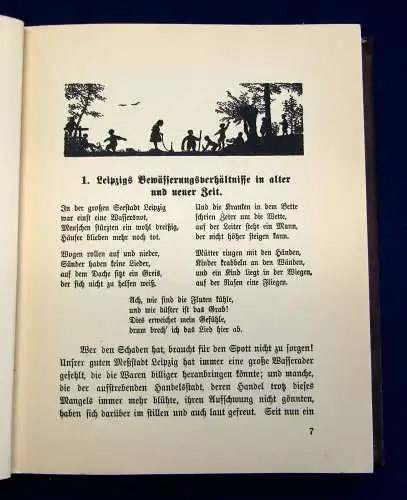 1. Leipzigs Bewässerungsverhältnisse in alter
und neuer Zeit.
In der großen Seestadt Leipzig
war einst eine Wassersnot,
Menschen stürzten ein wohl dreißig,
Häuser blieben mehr noch tot.
Wogen rollen auf und nieder,
Sünder haben keine Lieder,
auf dem Dache sitzt ein Greis,
der sich nicht zu helfen weiß.
Und die Kranken in dem Bette
schrien Zeter um die Wette,
auf der Leiter steht ein Mann,
der nicht höher steigen kann.
Mütter ringen mit den Händen,
Kinder krabbeln an den Wänden,
und ein Kind liegt in der Wiegen,
auf der Nasen eine Fliegen.
Ach, wie sind die Fluten kühle,
und wie düster ist das Grab!
Dies erweichet mein Gefühle,
drum brech' ich das Lied hier ab.
Wer den Schaden hat, braucht für den Spott nicht zu sorgen!
Unsrer guten Meßstadt Leipzig hat immer eine große Wasserader
gefehlt, die die Waren billiger heranbringen könnte; und manche,
die der aufstrebenden Handelsstadt, deren Handel trotz dieses
Mangels immer mehr blühte, ihren Aufschwung nicht gönnten,
haben sich darüber im stillen und auch laut gefreut. Seit nun ein
7